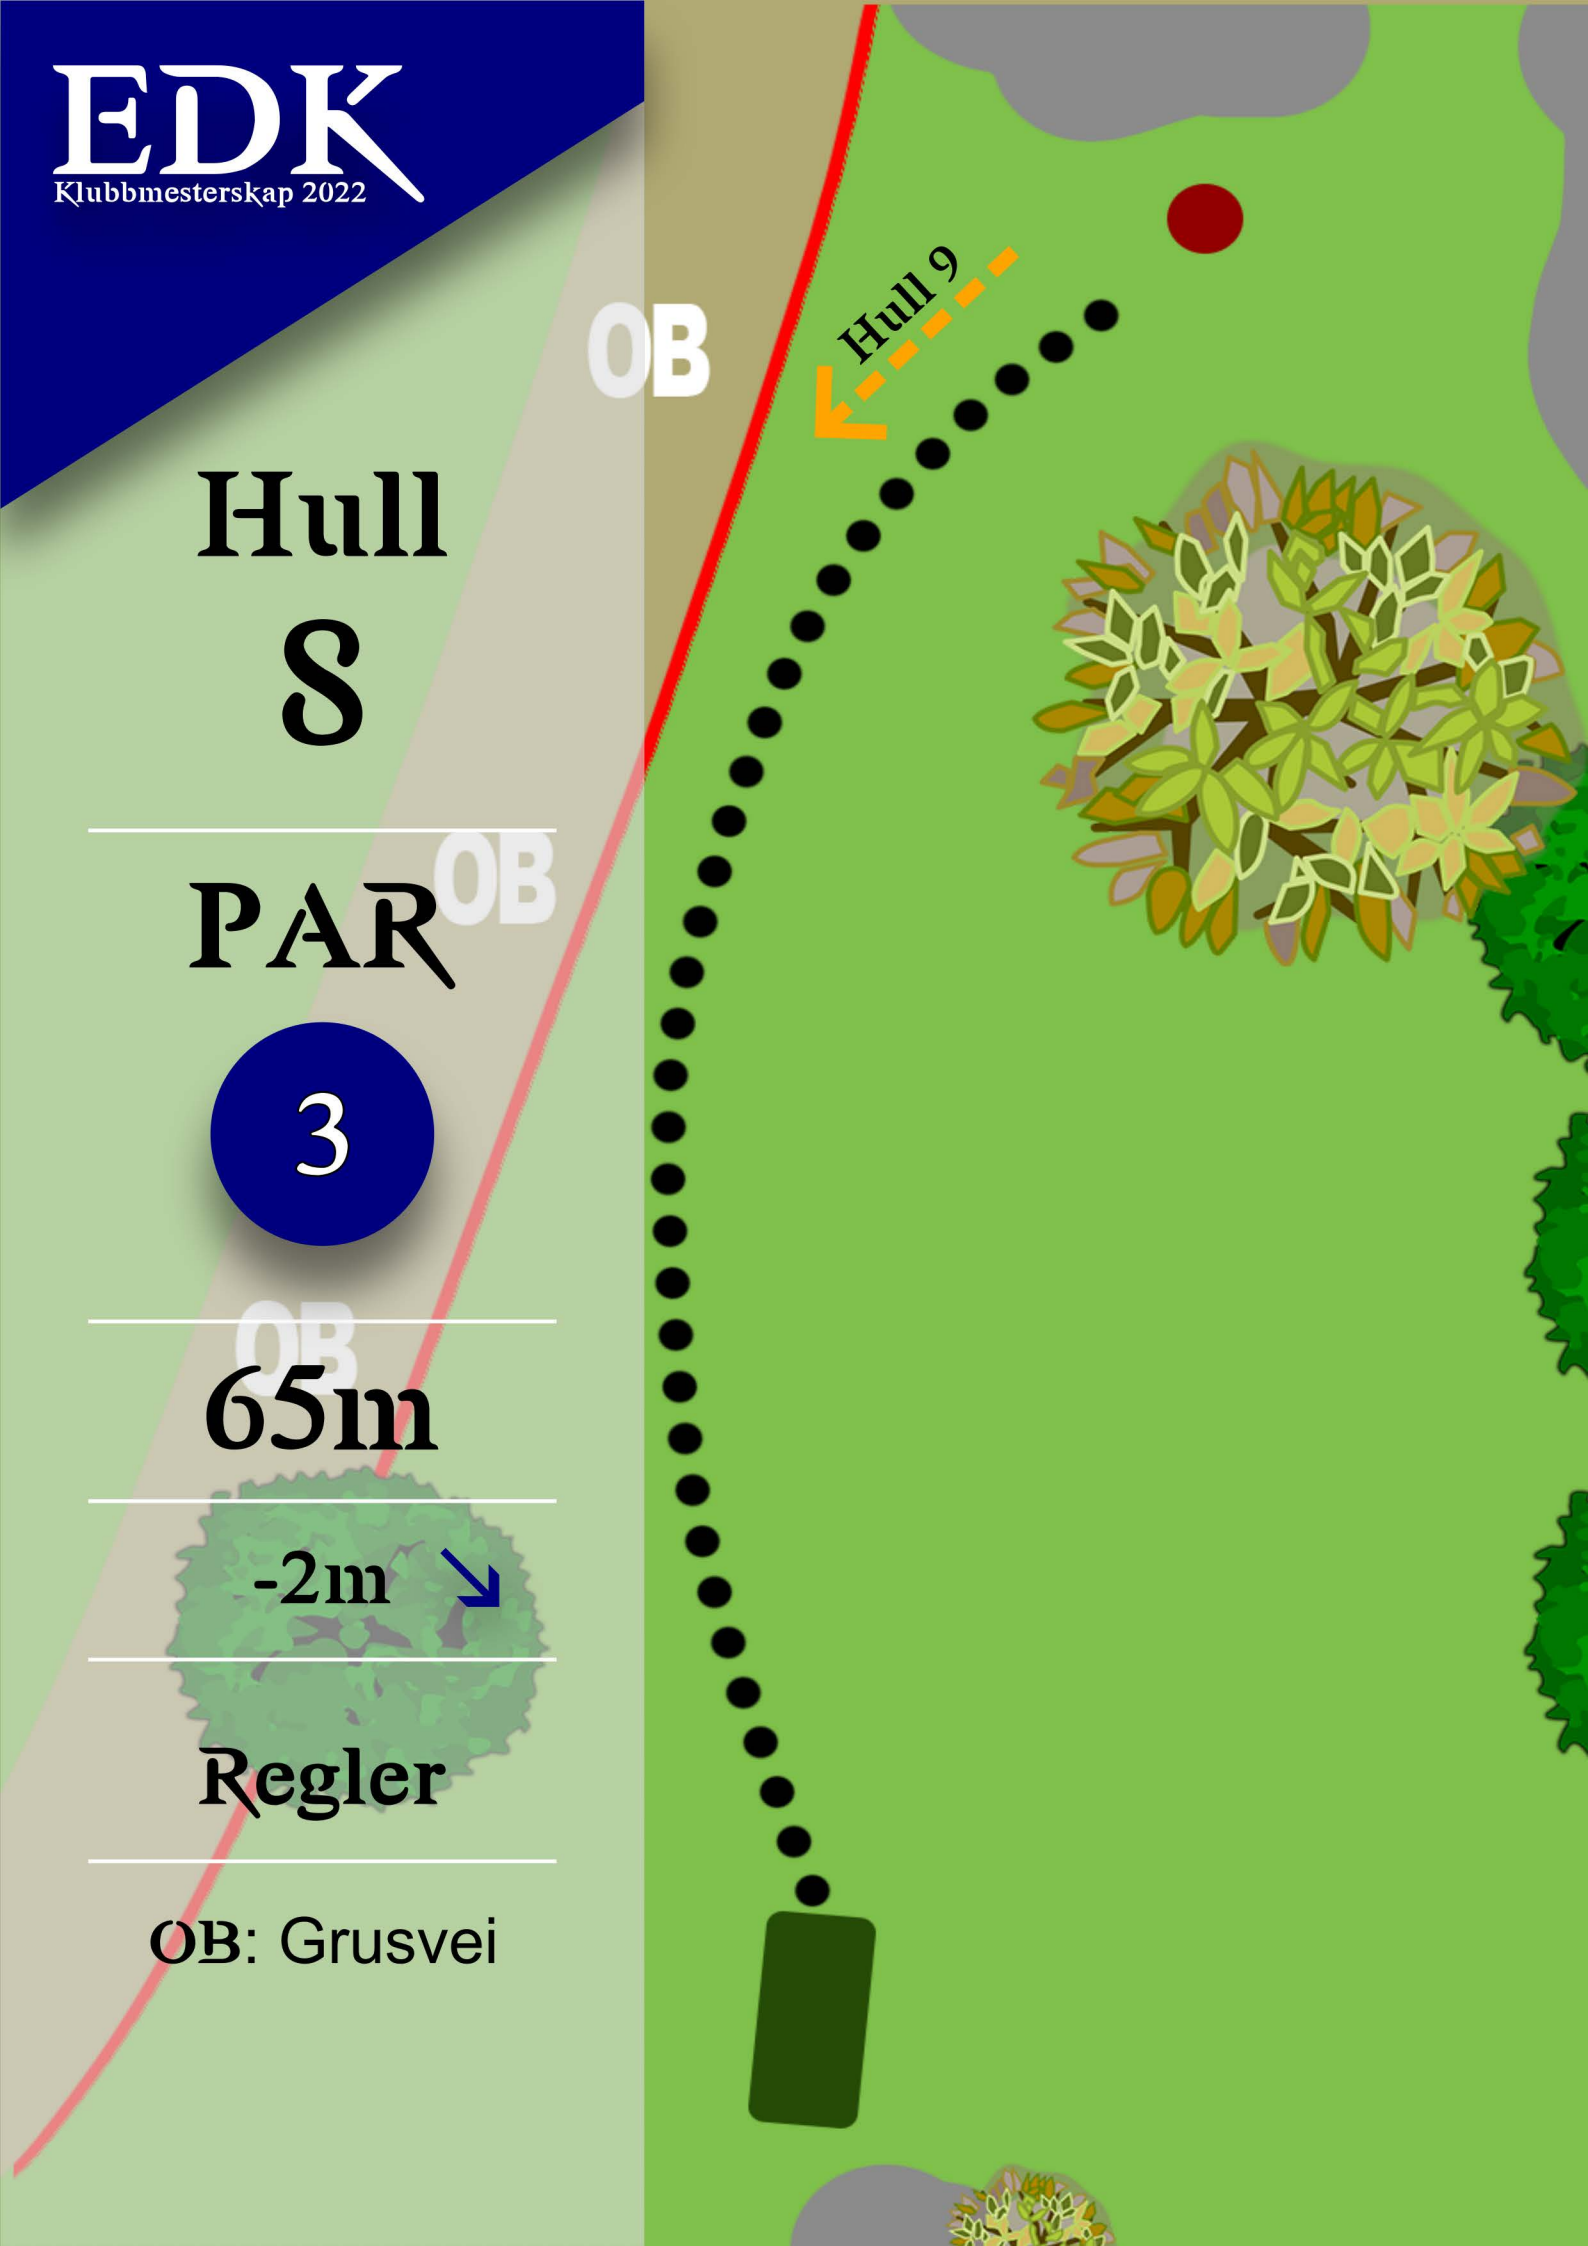 EDK
Klubbmesterskap 2022
OB
Hull 9
Hull
8
OB
PAR
3
OB
65m
-2m
Regler
OB: Grusvei